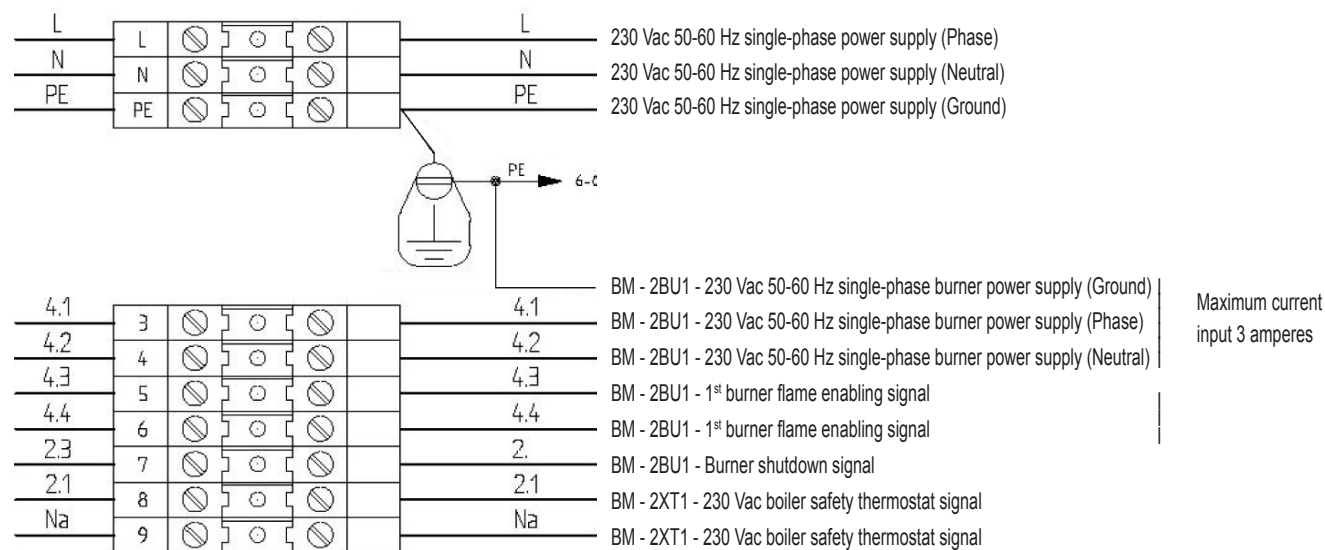 L L L 230 Vac 50-60 Hz single-phase power supply (Phase)
N N N 230 Vac 50-60 Hz single-phase power supply (Neutral)
PE PE PE 230 Vac 50-60 Hz single-phase power supply (Ground)
PE
BM - 2BU1 - 230 Vac 50-60 Hz single-phase burner power supply (Ground)
4.1 3 4.1 BM - 2BU1 - 230 Vac 50-60 Hz single-phase burner power supply (Phase)
4.2 4 4.2 BM - 2BU1 - 230 Vac 50-60 Hz single-phase burner power supply (Neutral)
Maximum current
input 3 amperes
4.3 5 4.3 BM - 2BU1 - 1st burner flame enabling signal
4.4 6 4.4 BM - 2BU1 - 1st burner flame enabling signal
2.3 7 2. BM - 2BU1 - Burner shutdown signal
2.1 8 2.1 BM - 2XT1 - 230 Vac boiler safety thermostat signal
Na 9 Na BM - 2XT1 - 230 Vac boiler safety thermostat signal